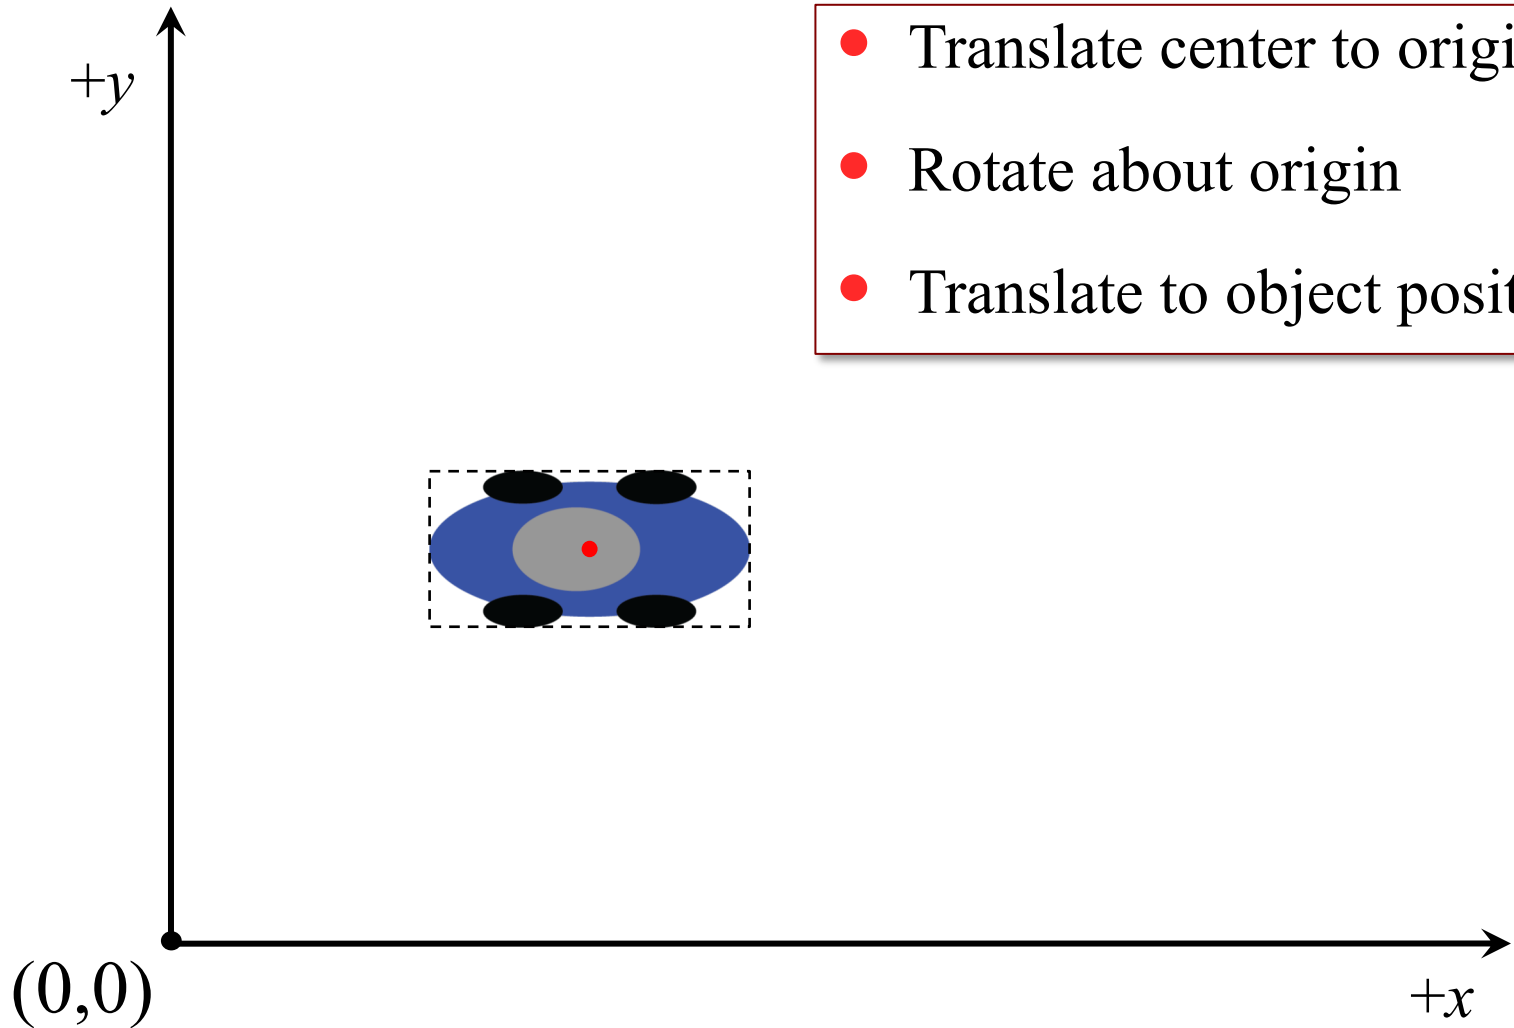 +y
Translate center to origi
Rotate about origin
Translate to object posit
(0,0)
+x